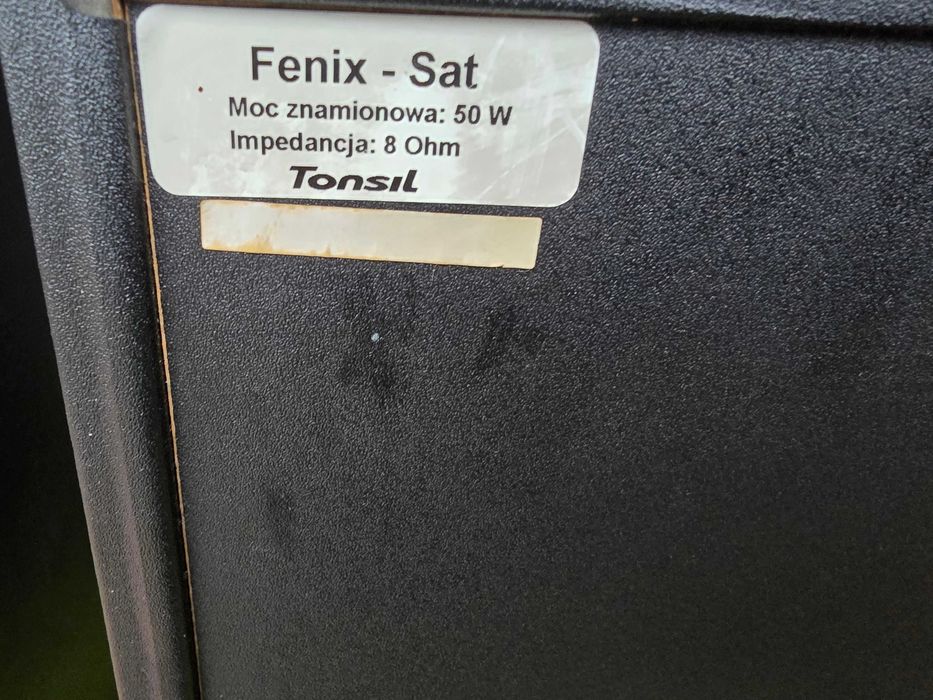 Fenix - Sat
Moc znamionowa: 50 W
Impedancja: 8 Ohm
Tonsil